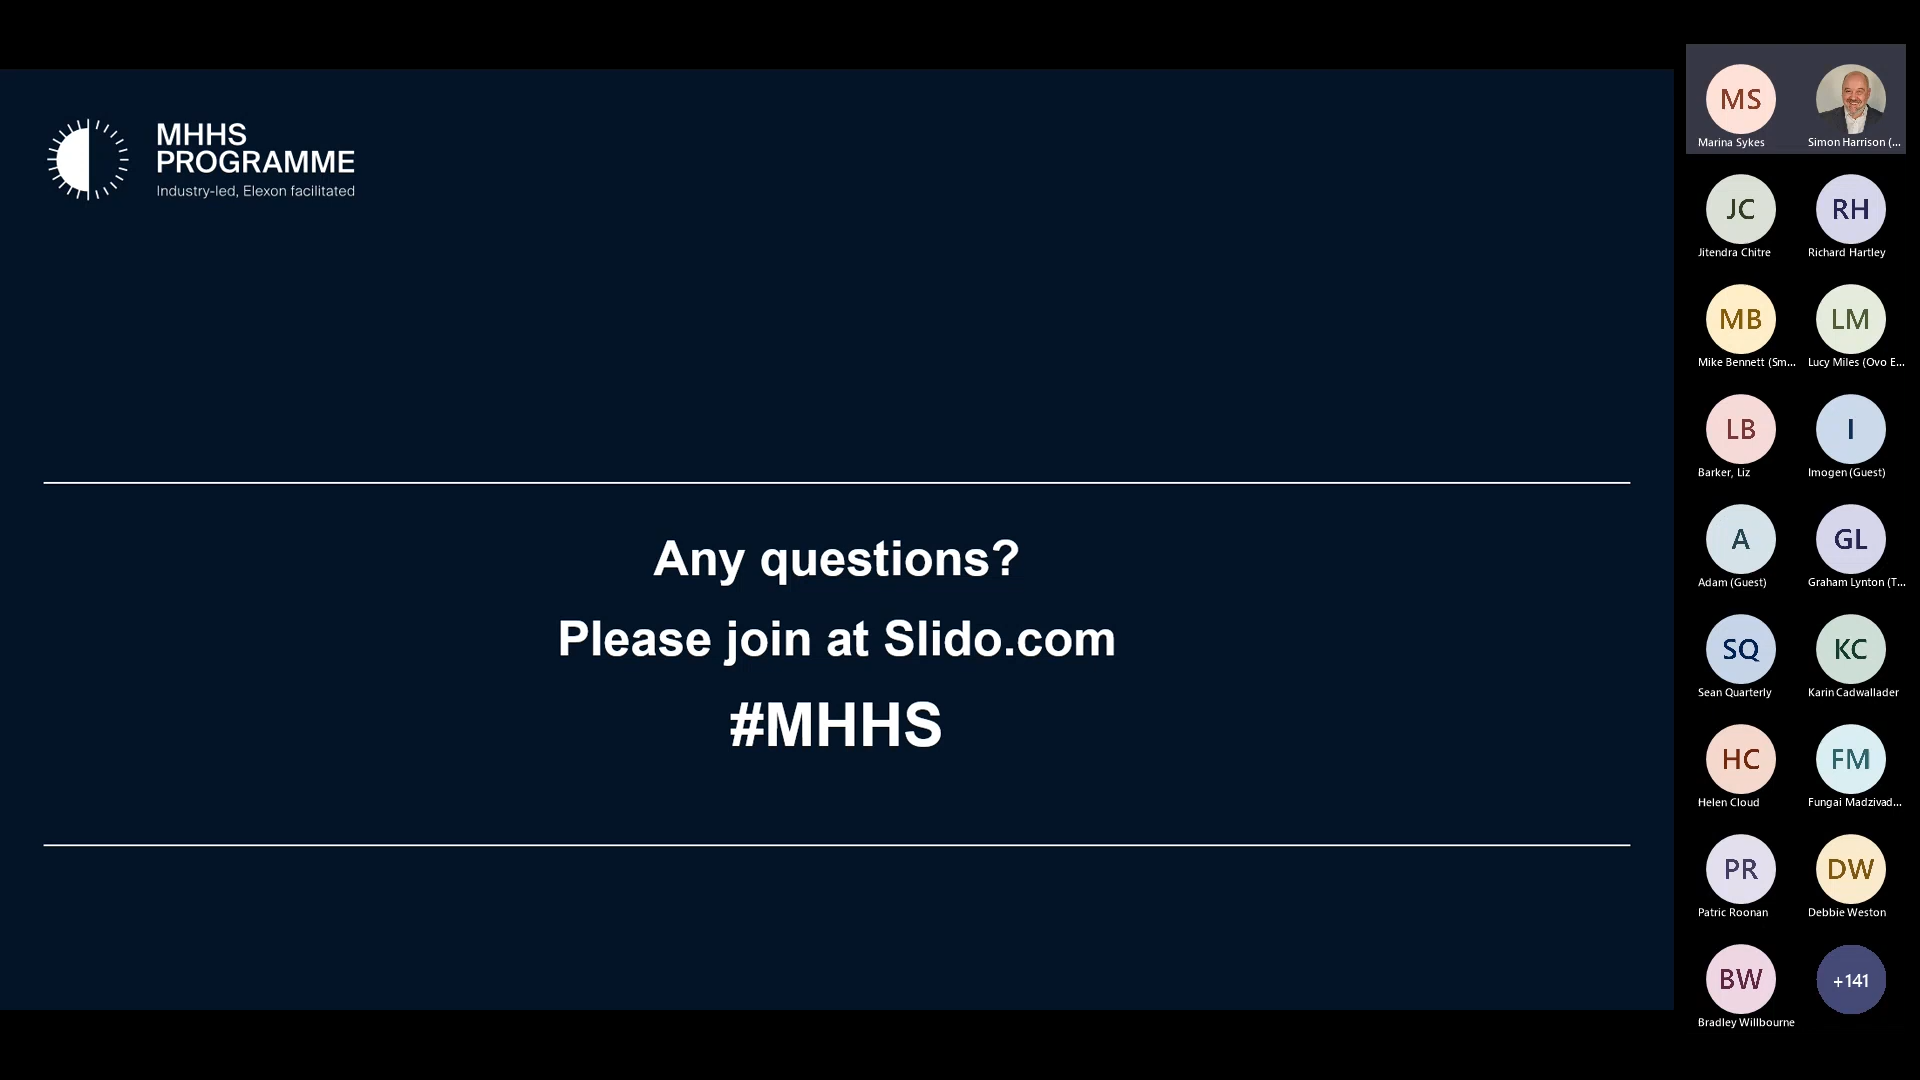 MHHS
PROGRAMME
Industry-led, Elexon facilitated
Any questions?
Please join at Slido.com
#MHHS
MS
Marina Sykes
Simon Harrison (...
JC
Jitendra Chitre
RH
Richard Hartley
MB
Mike Bennett (Sm...
LM
Lucy Miles (Ovo E...
LB
Barker, Liz
I
Imogen (Guest)
A
Adam (Guest)
GL
Graham Lynton (T...
SQ
Sean Quarterly
KC
Karin Cadwallader
HC
Helen Cloud
FM
Fungai Madzivad...
PR
Patric Roonan
DW
Debbie Weston
BW
Bradley Willbourne
+141